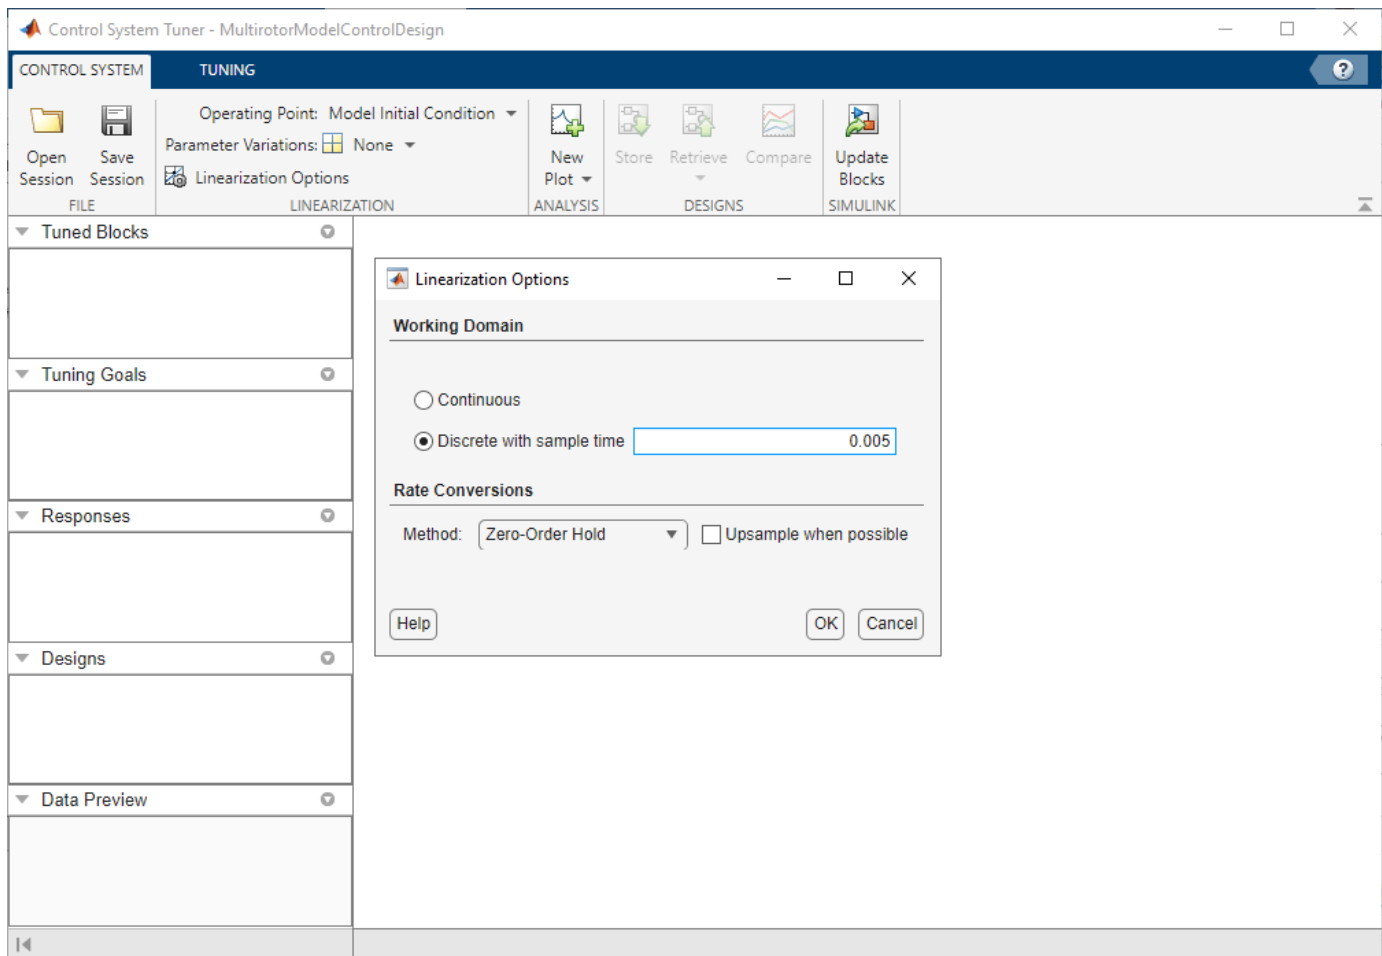 Control System Tuner - MultirotorModelControlDesign
CONTROL SYSTEM
TUNING
?
Open
Session
Save
Session
FILE
Operating Point: Model Initial Condition
Parameter Variations: None
Linearization Options
LINEARIZATION
New
Plot
ANALYSIS
Store
Retrieve
Compare
DESIGNS
Update
Blocks
SIMULINK
Tuned Blocks
Tuning Goals
Responses
Designs
Data Preview
Linearization Options
Working Domain
Continuous
Discrete with sample time 0.005
Rate Conversions
Method: Zero-Order Hold Upsample when possible
Help OK Cancel